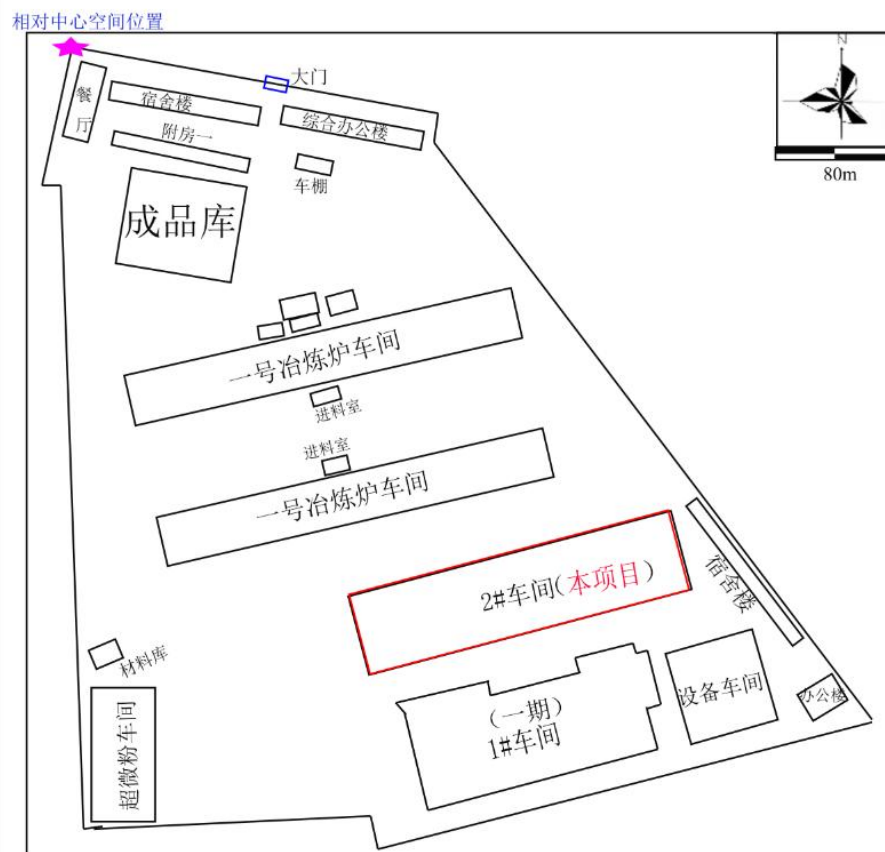 相对中心空间位置
N
80m
大门
餐厅
宿舍楼
综合办公楼
附房一
车棚
成品库
一号冶炼炉车间
进料室
进料室
一号冶炼炉车间
2#车间(本项目)
宿舍楼
材料库
设备车间
办公楼
(一期)
1#车间
超微粉车间